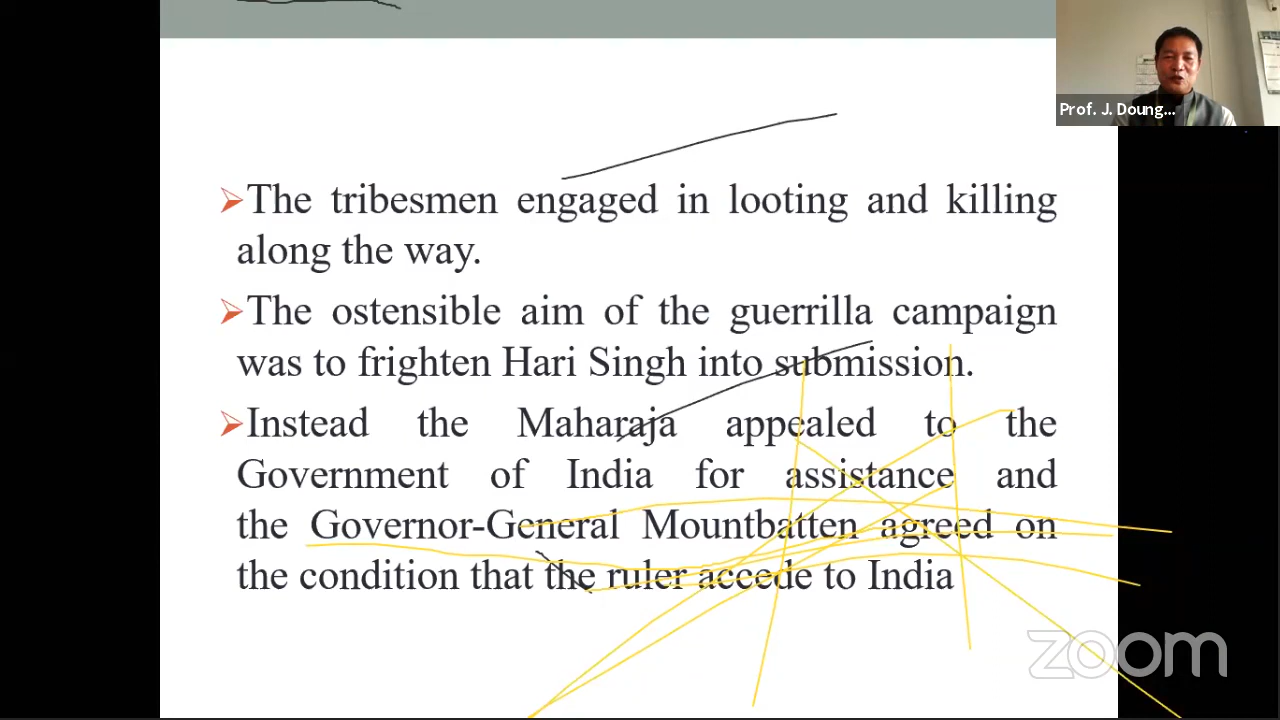 Prof. J. Doung...
➢The tribesmen engaged in looting and killing
along the way.
➢The ostensible aim of the guerrilla campaign
was to frighten Hari Singh into submission.
➢Instead the Maharaja appealed to the
Government of India for assistance and
the Governor-General Mountbatten agreed on
the condition that the ruler accede to India
zoom